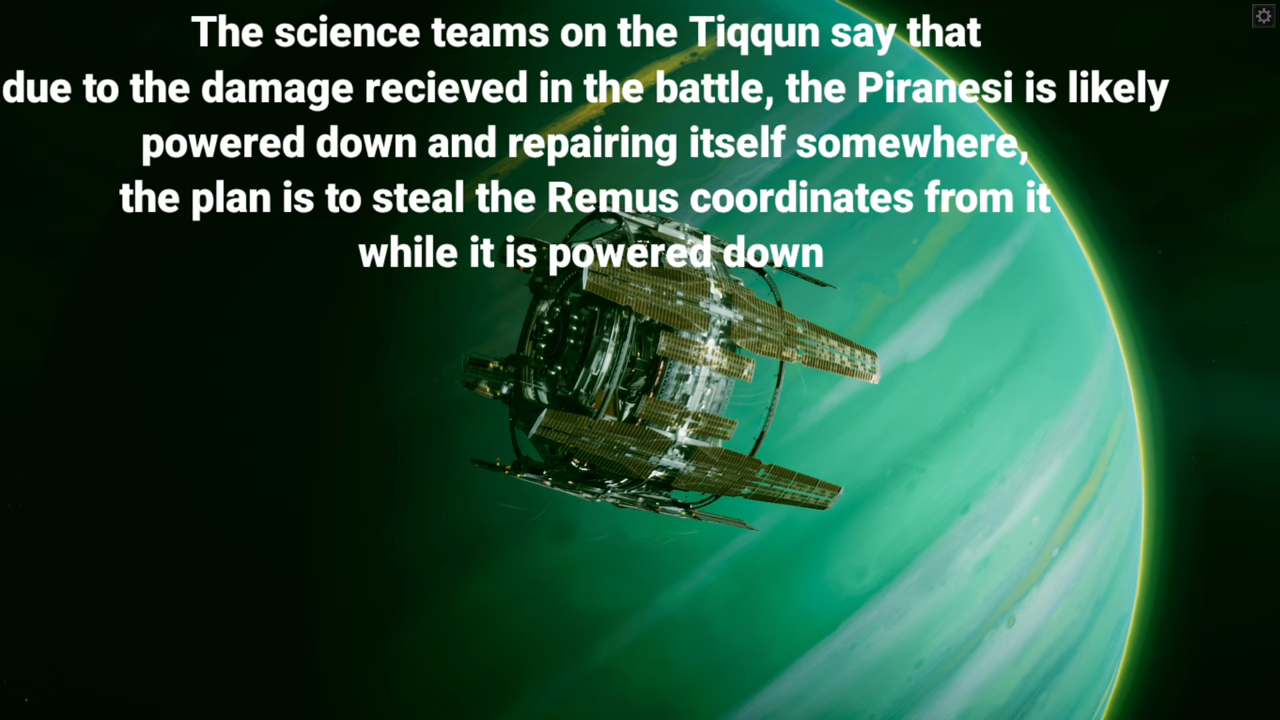 The science teams on the Tiqqun say that
due to the damage recieved in the battle, the Piranesi is likely
powered down and repairing itself somewhere,
the plan is to steal the Remus coordinates from it
while it is powered down